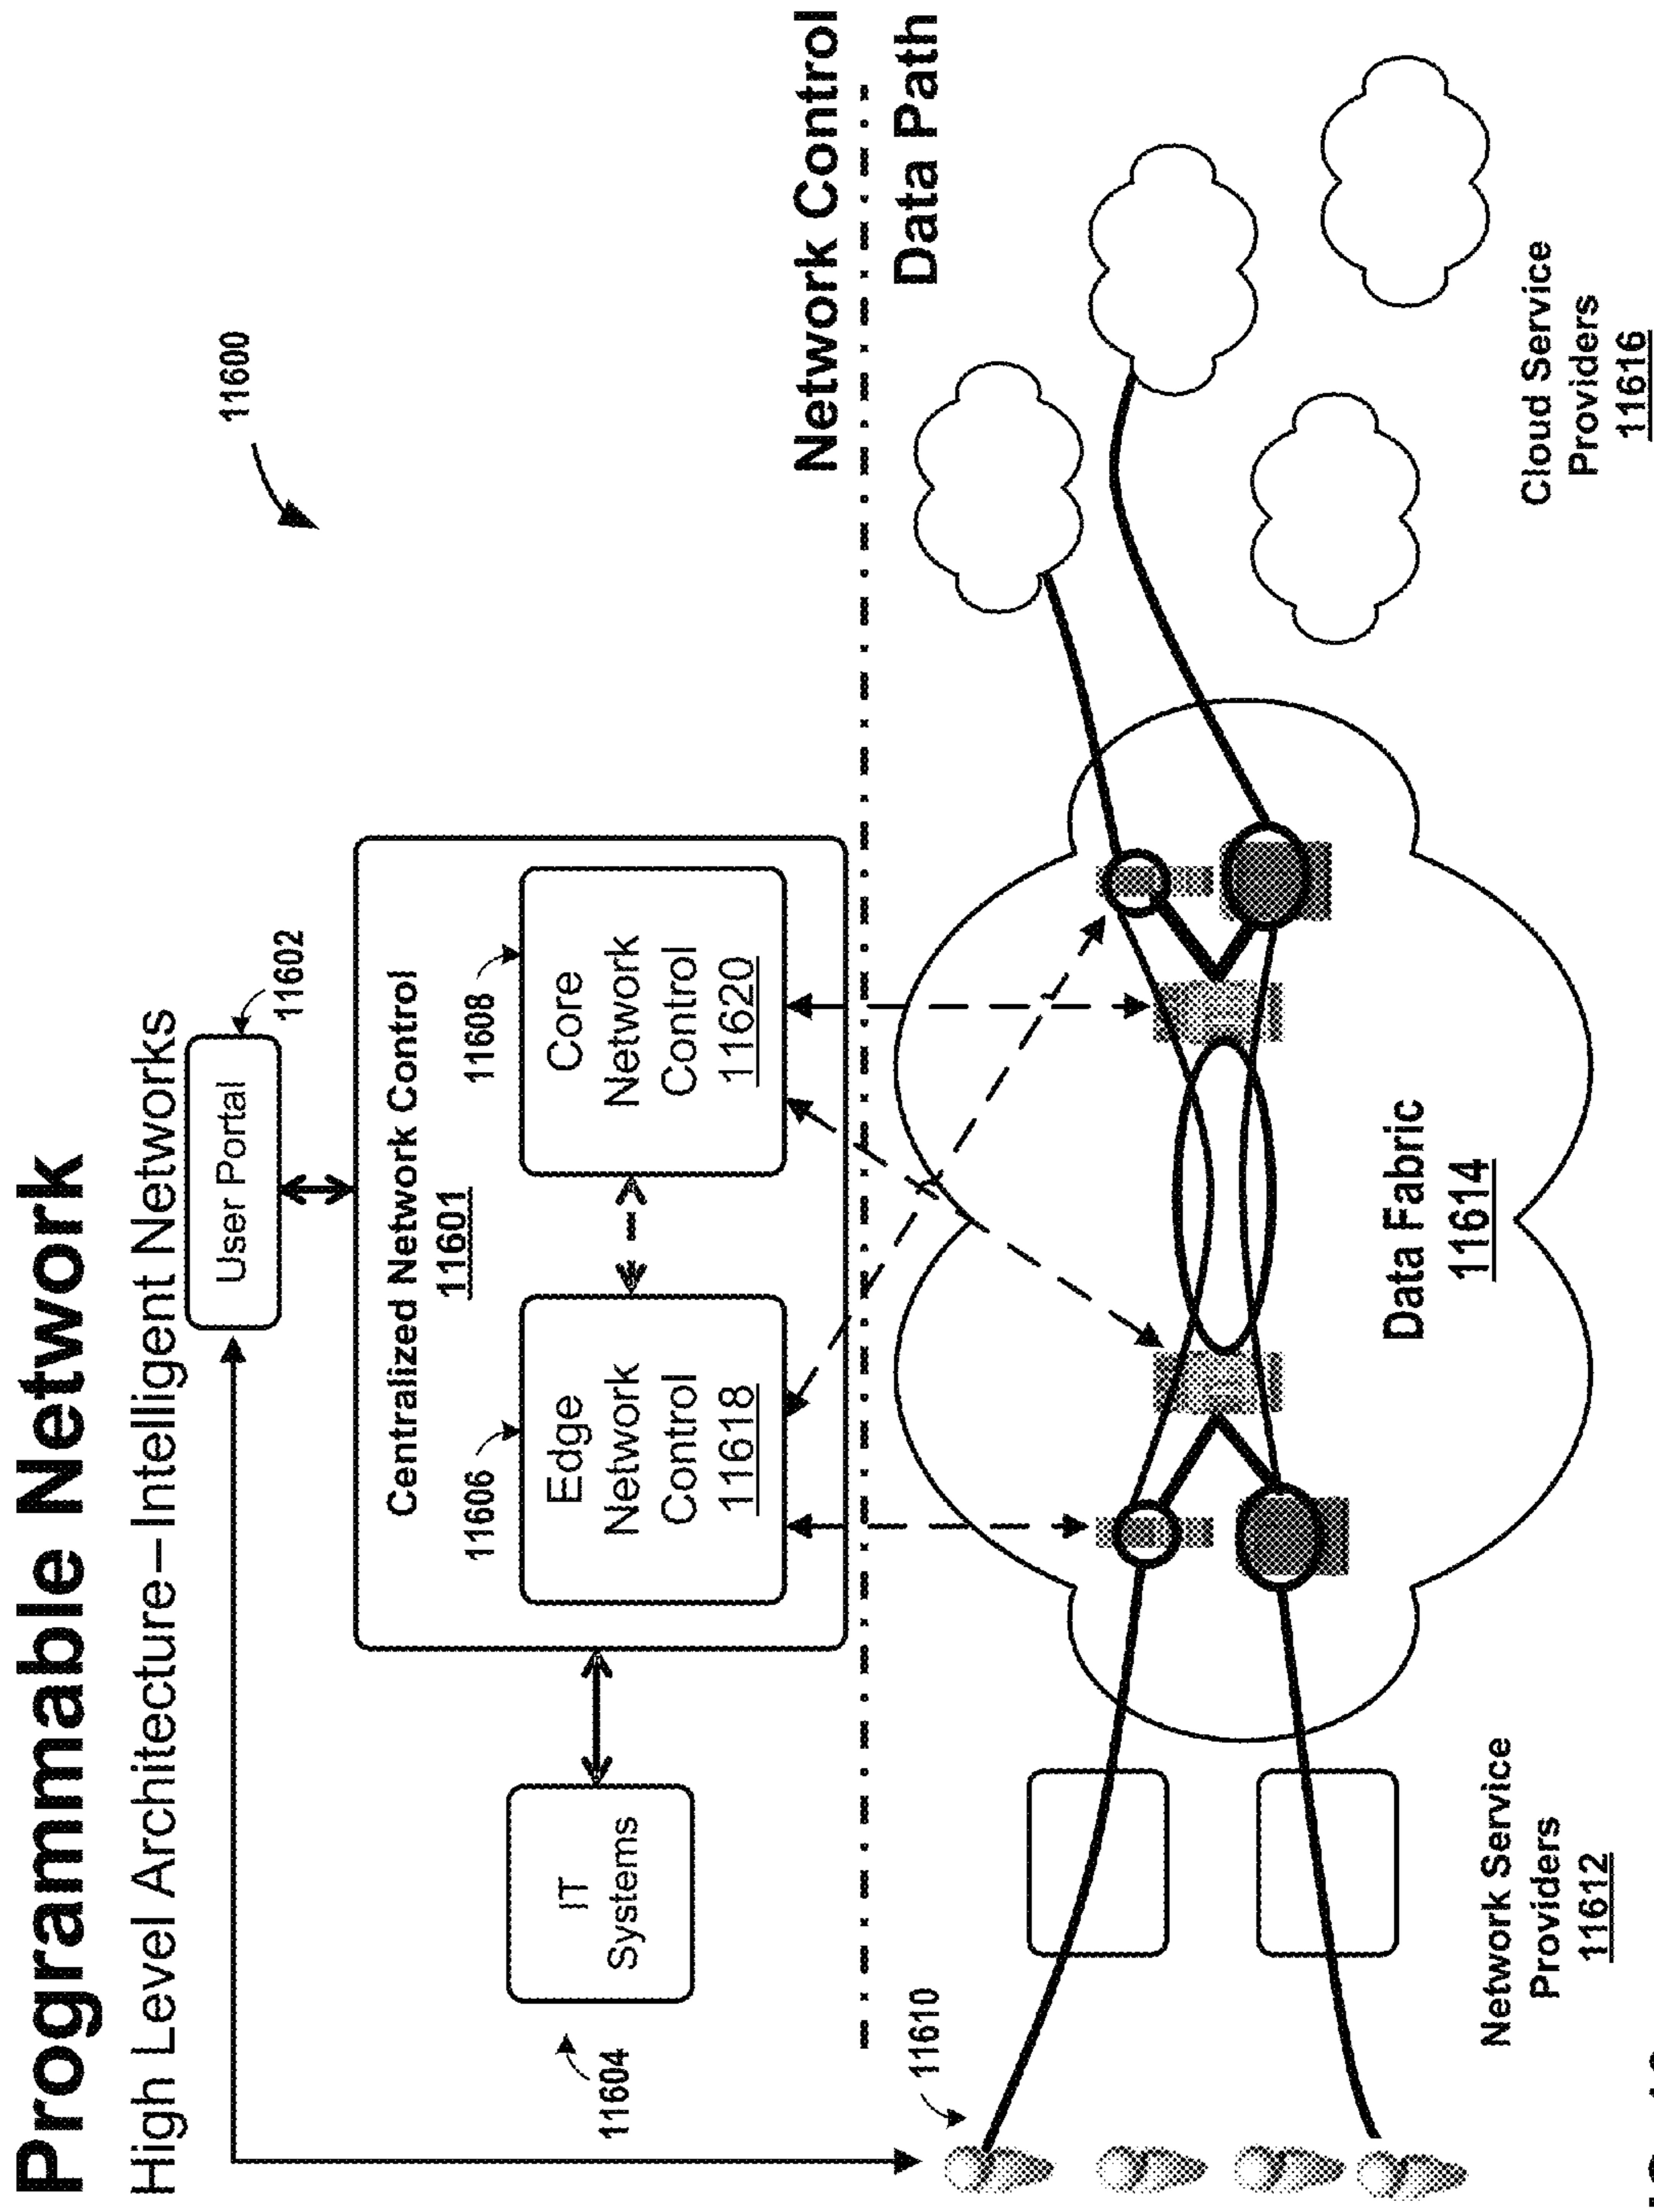 Programmable Network
High Level Architecture–Intelligent Networks
11600
User Portal
11602
Centralized Network Control
11601
11606
Edge
Network
Control
11618
11608
Core
Network
Control
11620
IT
Systems
11604
Network Control
Data Path
11610
Network Service
Providers
11612
Data Fabric
11614
Cloud Service
Providers
11616